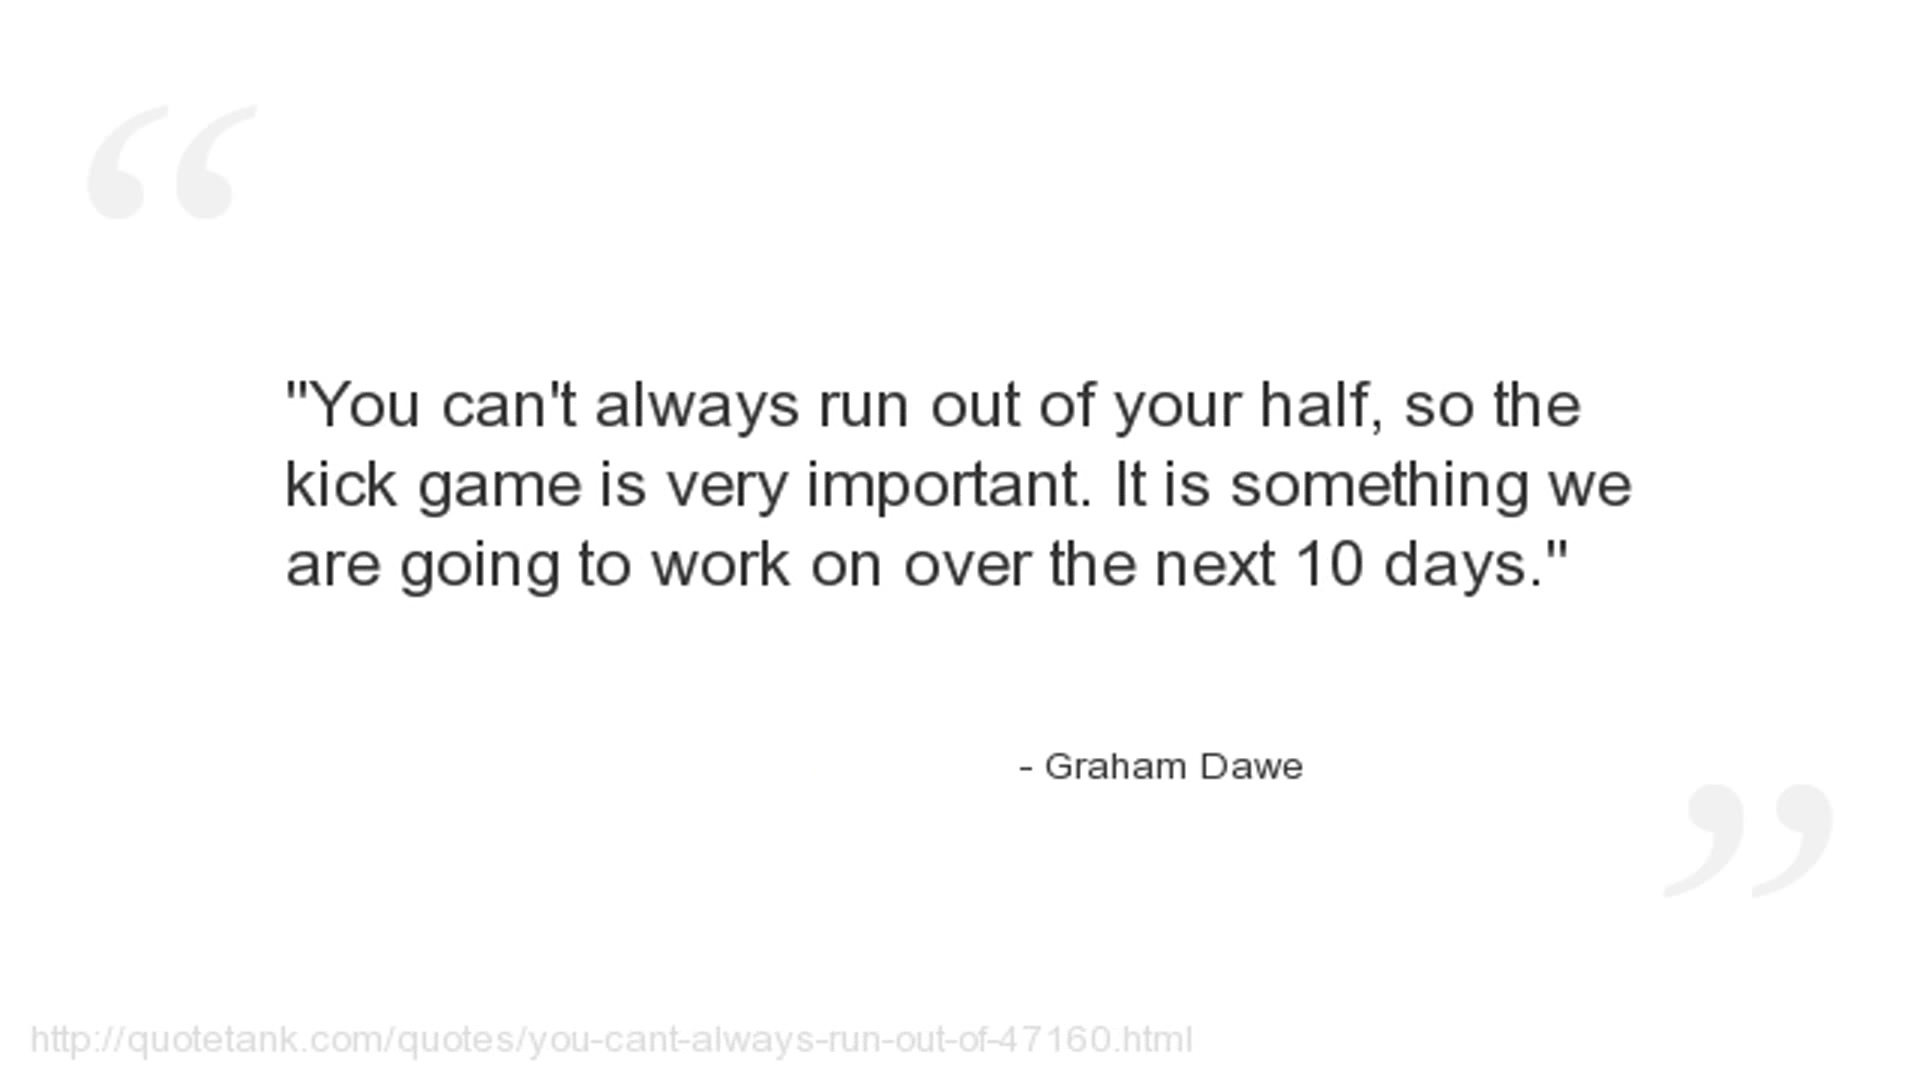 "You can't always run out of your half, so the
kick game is very important. It is something we
are going to work on over the next 10 days."
- Graham Dawe
http://quotetank.com/quotes/you-cant-always-run-out-of-47160.html